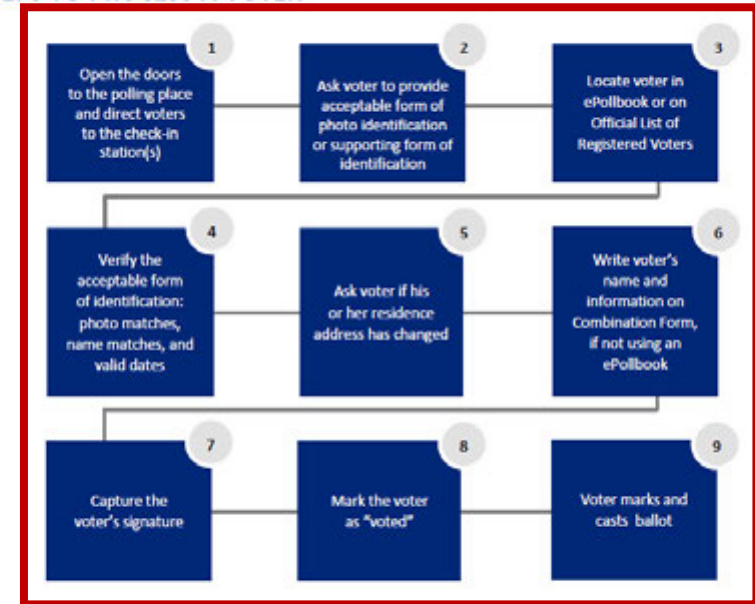 1
Open the doors
to the polling place
and direct voters
to the check-in
station(s)
2
Ask voter to provide
acceptable form of
photo identification
or supporting form of
identification
3
Locate voter in
ePollbook or on
Official List of
Registered Voters
4
Verify the
acceptable form
of identification:
photo matches,
name matches, and
valid dates
5
Ask voter if his
or her residence
address has changed
6
Write voter's
name and
information on
Combination Form,
if not using an
ePollbook
7
Capture the
voter's signature
8
Mark the voter
as "voted"
9
Voter marks and
casts ballot